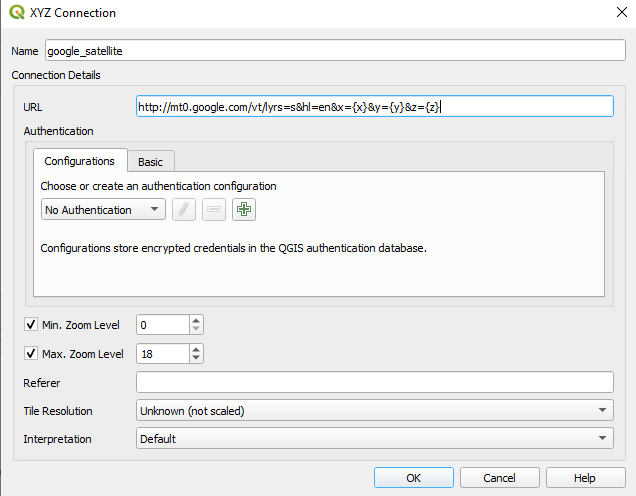 XYZ Connection
Name google_satellite
Connection Details
URL http://mt0.google.com/vt/lyrs=s&hl=en&x={x}&y={y}&z={z}
Authentication
Configurations Basic
Choose or create an authentication configuration
No Authentication
Configurations store encrypted credentials in the QGIS authentication database.
Min. Zoom Level 0
Max. Zoom Level 18
Referer
Tile Resolution Unknown (not scaled)
Interpretation Default
OK Cancel Help